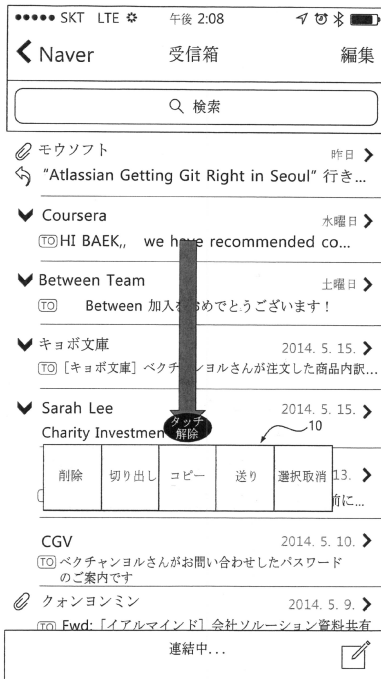 SKT LTE 午後 2:08
Naver 受信箱 編集
検索
モウソフト 昨日
"Atlassian Getting Git Right in Seoul" 行き...
Coursera 水曜日
TO HI BAEK,, we have recommended co...
Between Team 土曜日
TO Between 加入をおめでとうございます！
キョボ文庫 2014. 5. 15.
TO［キョボ文庫］ベクチャンヨルさんが注文した商品内訳...
Sarah Lee 2014. 5. 15.
Charity Investmen
タッチ
解除
10
削除 切り出し コピー 送り 選択取消 13.
前に...
CGV 2014. 5. 10.
TO ベクチャンヨルさんがお問い合わせしたパスワード
のご案内です
クォンヨンミン 2014. 5. 9.
TO Fwd:［イアルマインド］会社ソルーション資料共有
連結中...